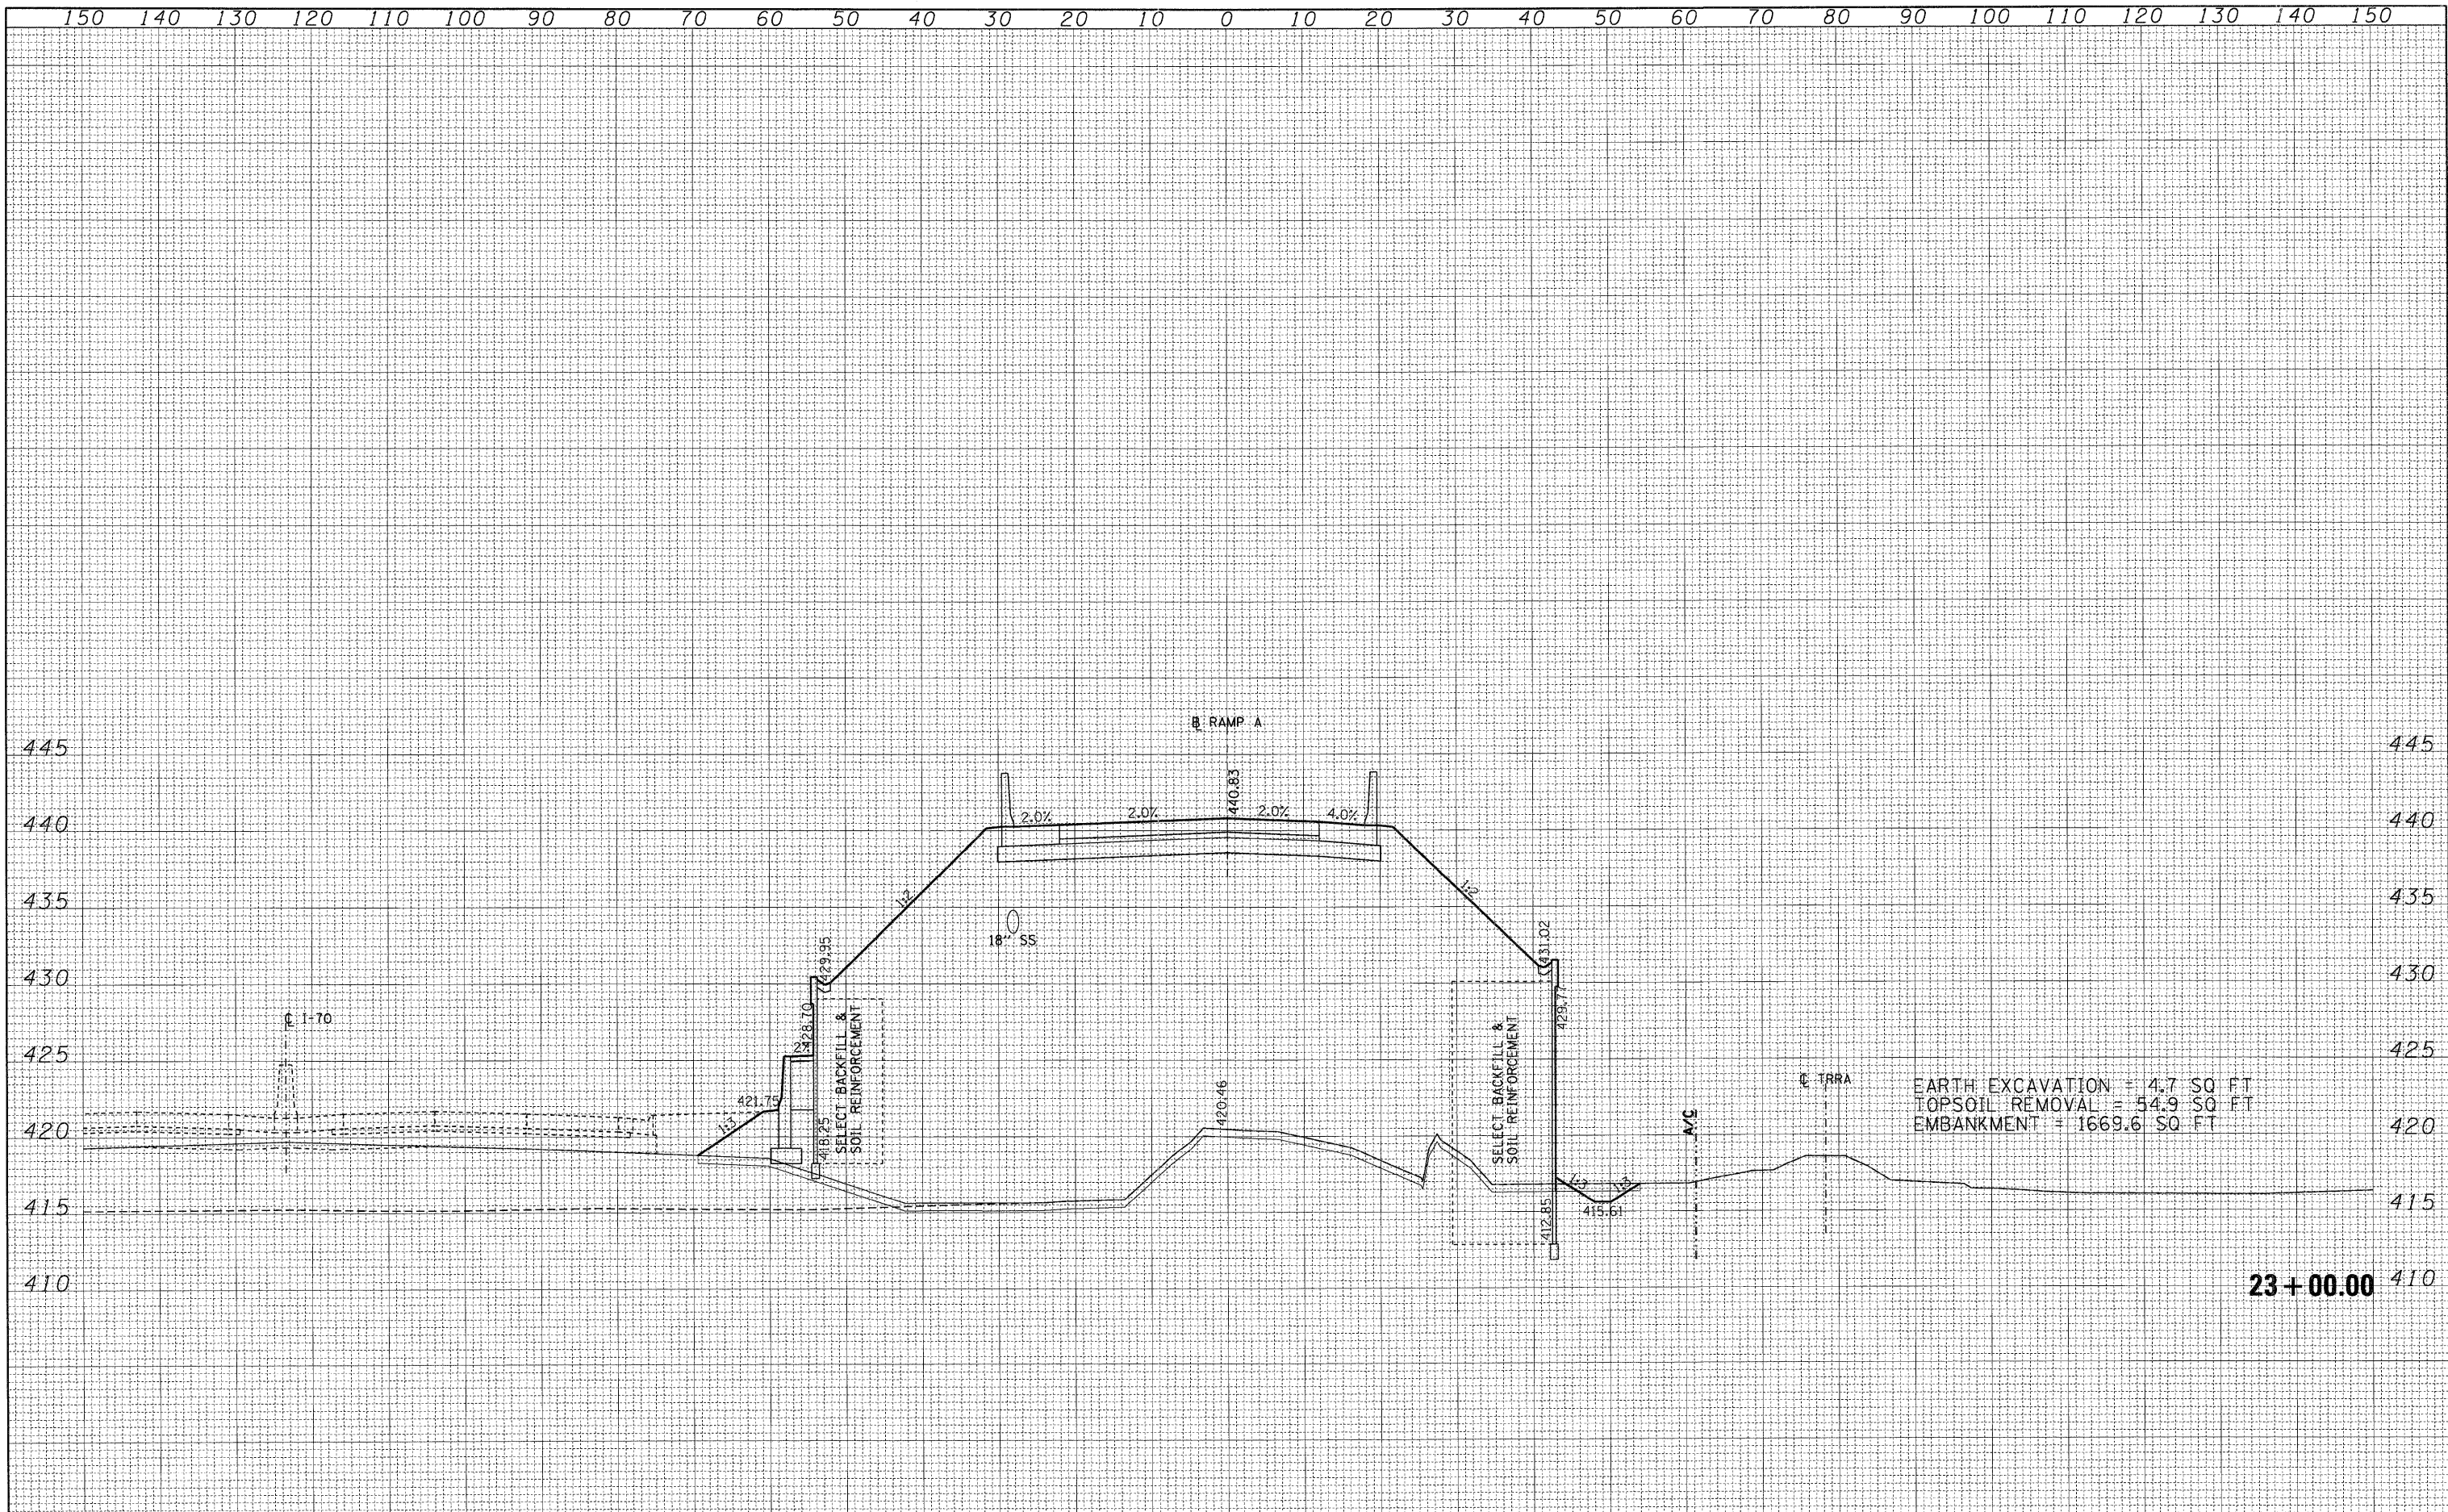 150 140 130 120 110 100 90 80 70 60 50 40 30 20 10 0 10 20 30 40 50 60 70 80 90 100 110 120 130 140 150
℄ RAMP A
445 445
440.83
2.0% 2.0% 2.0% 4.0%
440 440
1:2 1:2
435 435
18" SS
429.95 431.02
430 430
428.70 429.77
℄ I-70
2%
425 425
SELECT BACKFILL &
SOIL REINFORCEMENT
SELECT BACKFILL &
SOIL REINFORCEMENT
℄ TRRA
EARTH EXCAVATION = 4.7 SQ FT
TOPSOIL REMOVAL = 54.9 SQ FT
EMBANKMENT = 1669.6 SQ FT
421.75
420.46
A/C
420 420
1:3
418.25
1:3 1:3
415 415
412.85
415.61
410 410
23+00.00